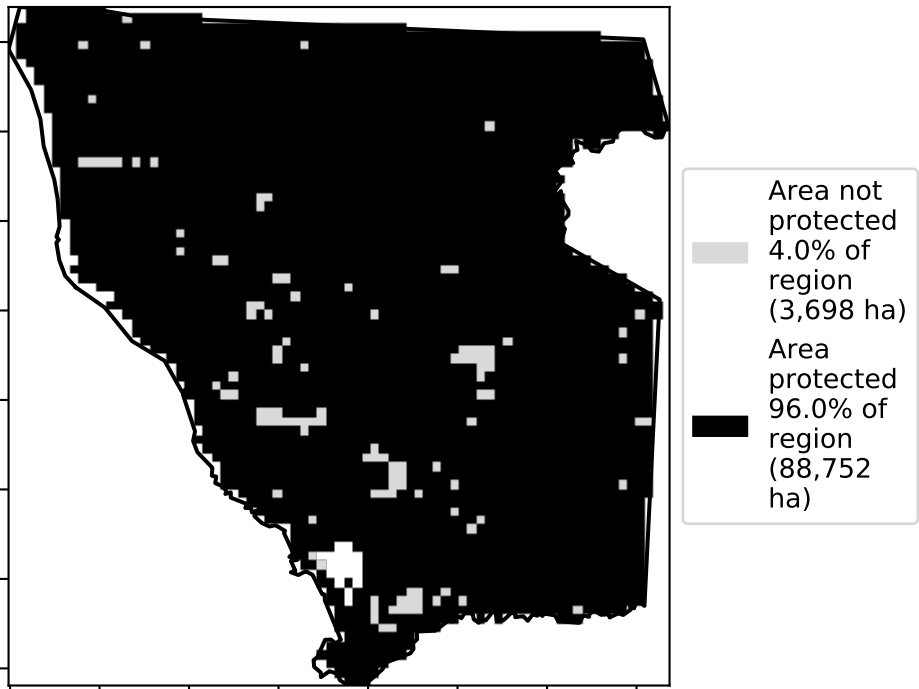 Area not
protected
4.0% of
region
(3,698 ha)
Area
protected
96.0% of
region
(88,752
ha)